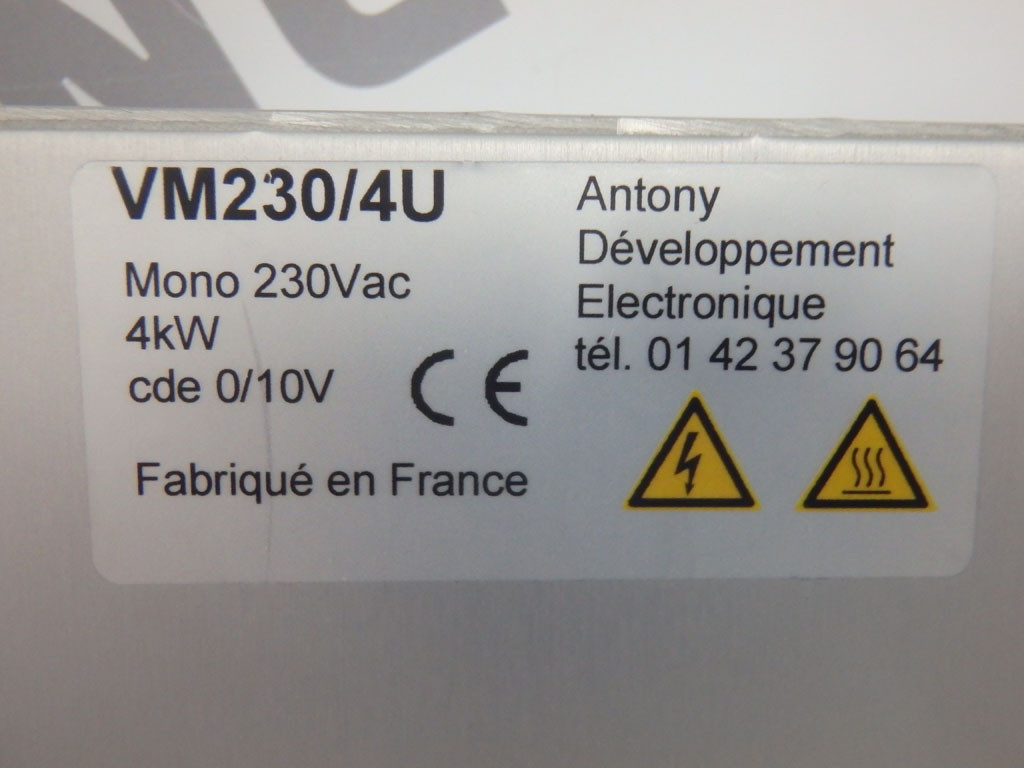 VM230/4U
Mono 230Vac
4kW
cde 0/10V
CE
Fabriqué en France
Antony
Développement
Electronique
tél. 01 42 37 90 64